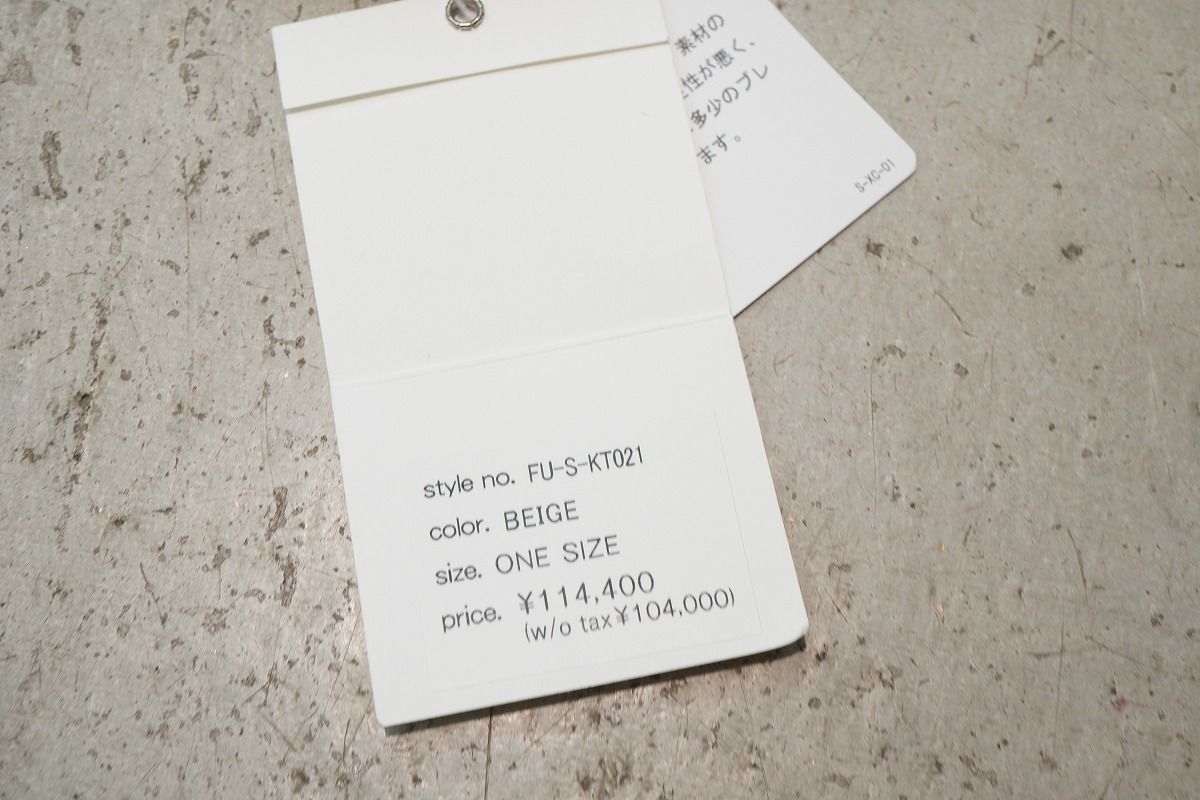 素材の
性が悪く、
多少のブレ
ます。
S-XC-01
style no. FU-S-KT021
color. BEIGE
size. ONE SIZE
price. ¥114,400
(w/o tax¥104,000)